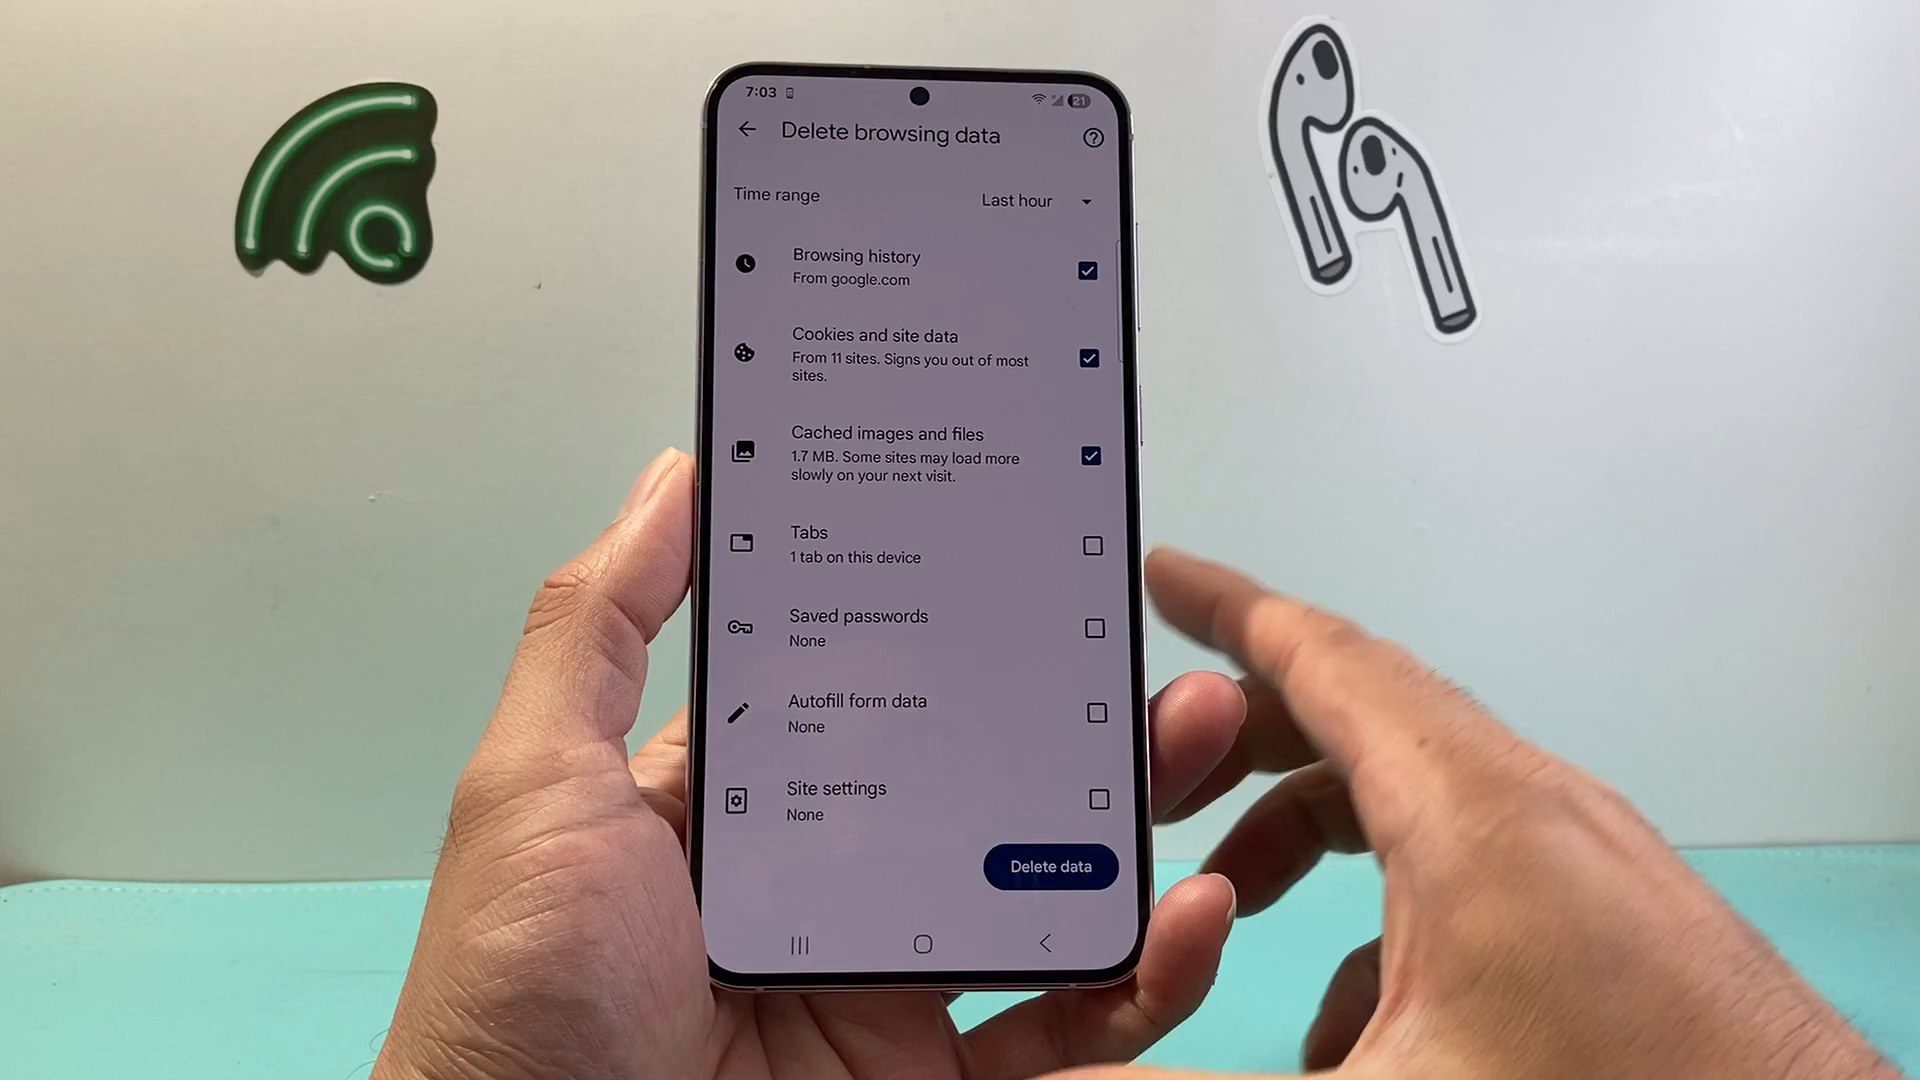 7:03
21
Delete browsing data
Time range
Last hour
Browsing history
From google.com
Cookies and site data
From 11 sites. Signs you out of most
sites.
Cached images and files
1.7 MB. Some sites may load more
slowly on your next visit.
Tabs
1 tab on this device
Saved passwords
None
Autofill form data
None
Site settings
None
Delete data